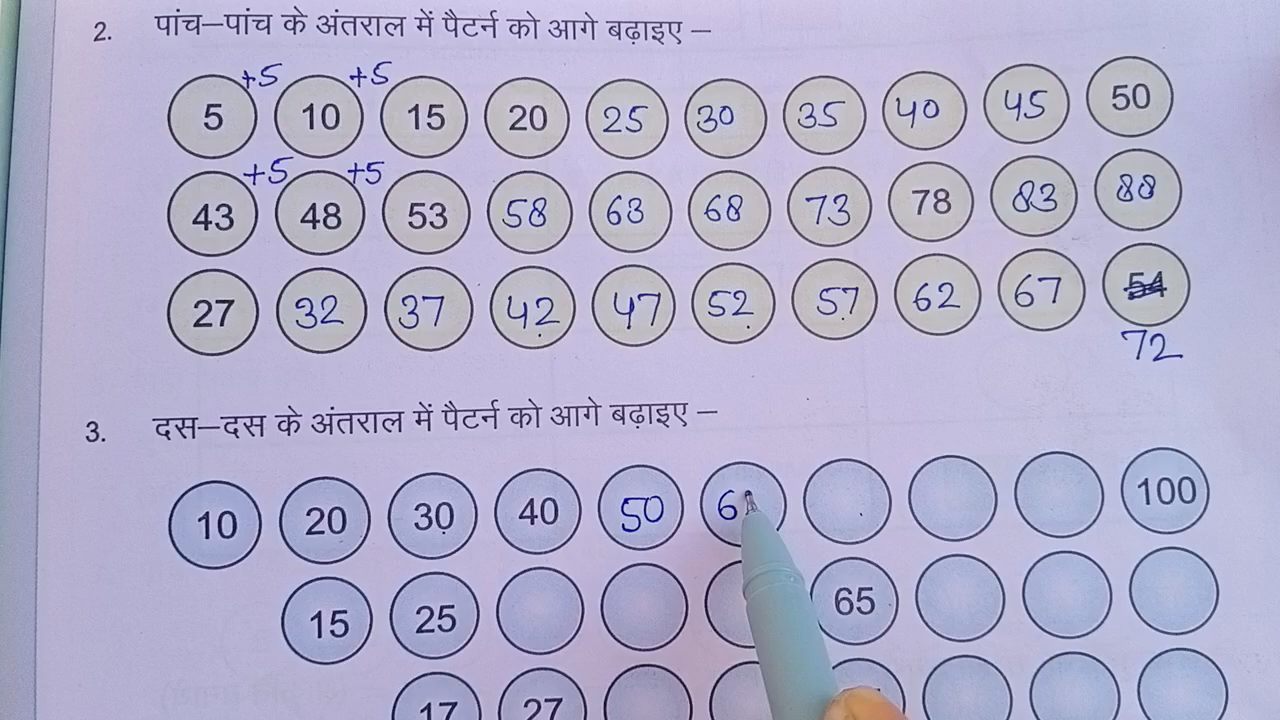 2. पांच–पांच के अंतराल में पैटर्न को आगे बढ़ाइए –
+5 +5
5 10 15 20 25 30 35 40 45 50
+5 +5
43 48 53 58 63 68 73 78 83 88
27 32 37 42 47 52 57 62 67 54
72
3. दस–दस के अंतराल में पैटर्न को आगे बढ़ाइए –
10 20 30 40 50 6 100
15 25 65
17 27